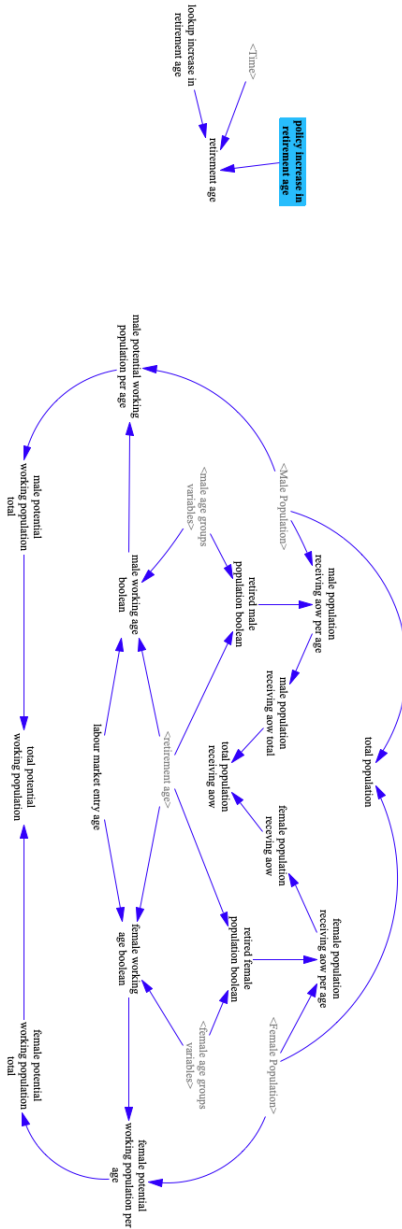 policy increase in
retirement age
<Time>
retirement age
lookup increase in
retirement age
total population
<Male Population>
male population
receiving aow per age
male population
receiving aow total
female population
receving aow
female population
receiving aow per age
<Female Population>
total population
receiving aow
retired male
population boolean
retired female
population boolean
<male age groups
variables>
<female age groups
variables>
<retirement age>
male potential working
population per age
male working age
boolean
labour market entry age
female working
age boolean
female potential
working population per
age
male potential
working population
total
total potential
working population
female potential
working population
total